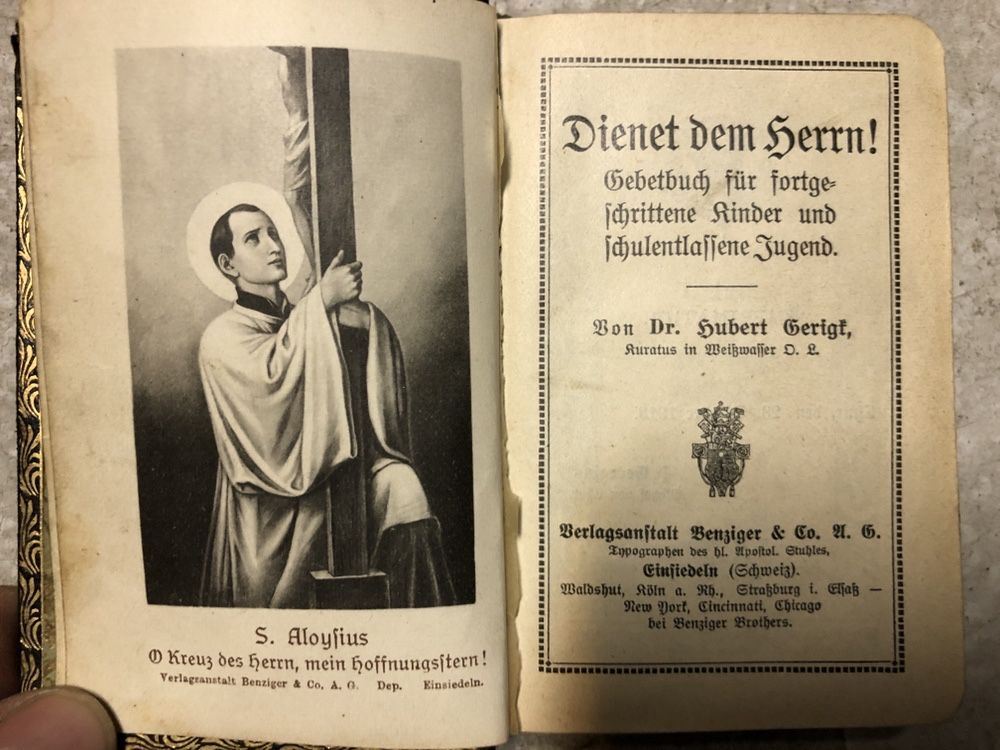 S. Aloysius
O Kreuz des Herrn, mein Hoffnungsstern!
Verlagsanstalt Benziger & Co. A. G. Dep. Einsiedeln.
Dienet dem Herrn!
Gebetbuch für fortge-
schrittene Kinder und
schulentlassene Jugend.
Von Dr. Hubert Gerigk,
Kuratus in Weißwasser O. L.
Verlagsanstalt Benziger & Co. A. G.
Typographen des hl. Apostol. Stuhles,
Einsiedeln (Schweiz).
Waldshut, Köln a. Rh., Straßburg i. Elsaß —
New York, Cincinnati, Chicago
bei Benziger Brothers.